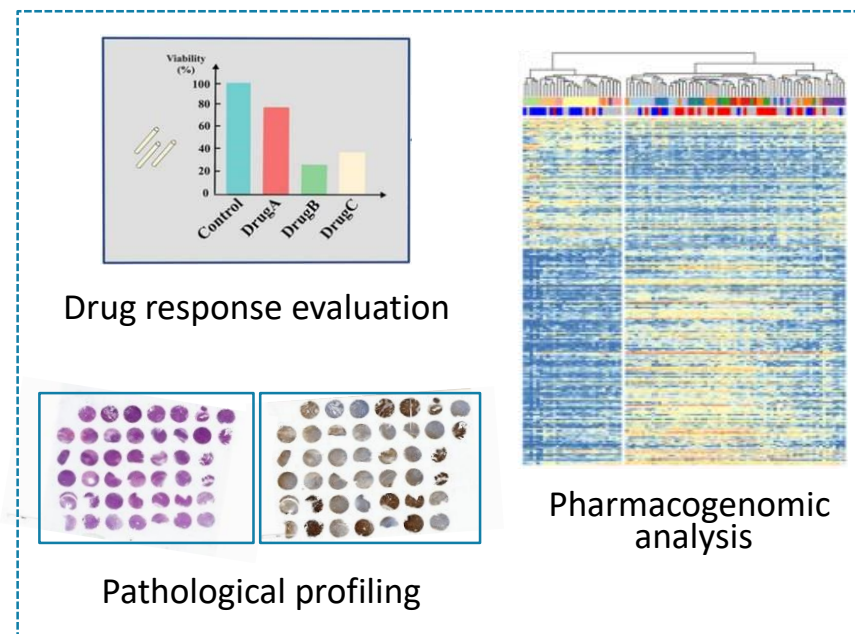 Viability
(%)
100
80
60
40
20
0
Control
DrugA
DrugB
DrugC
Drug response evaluation
Pathological profiling
Pharmacogenomic
analysis